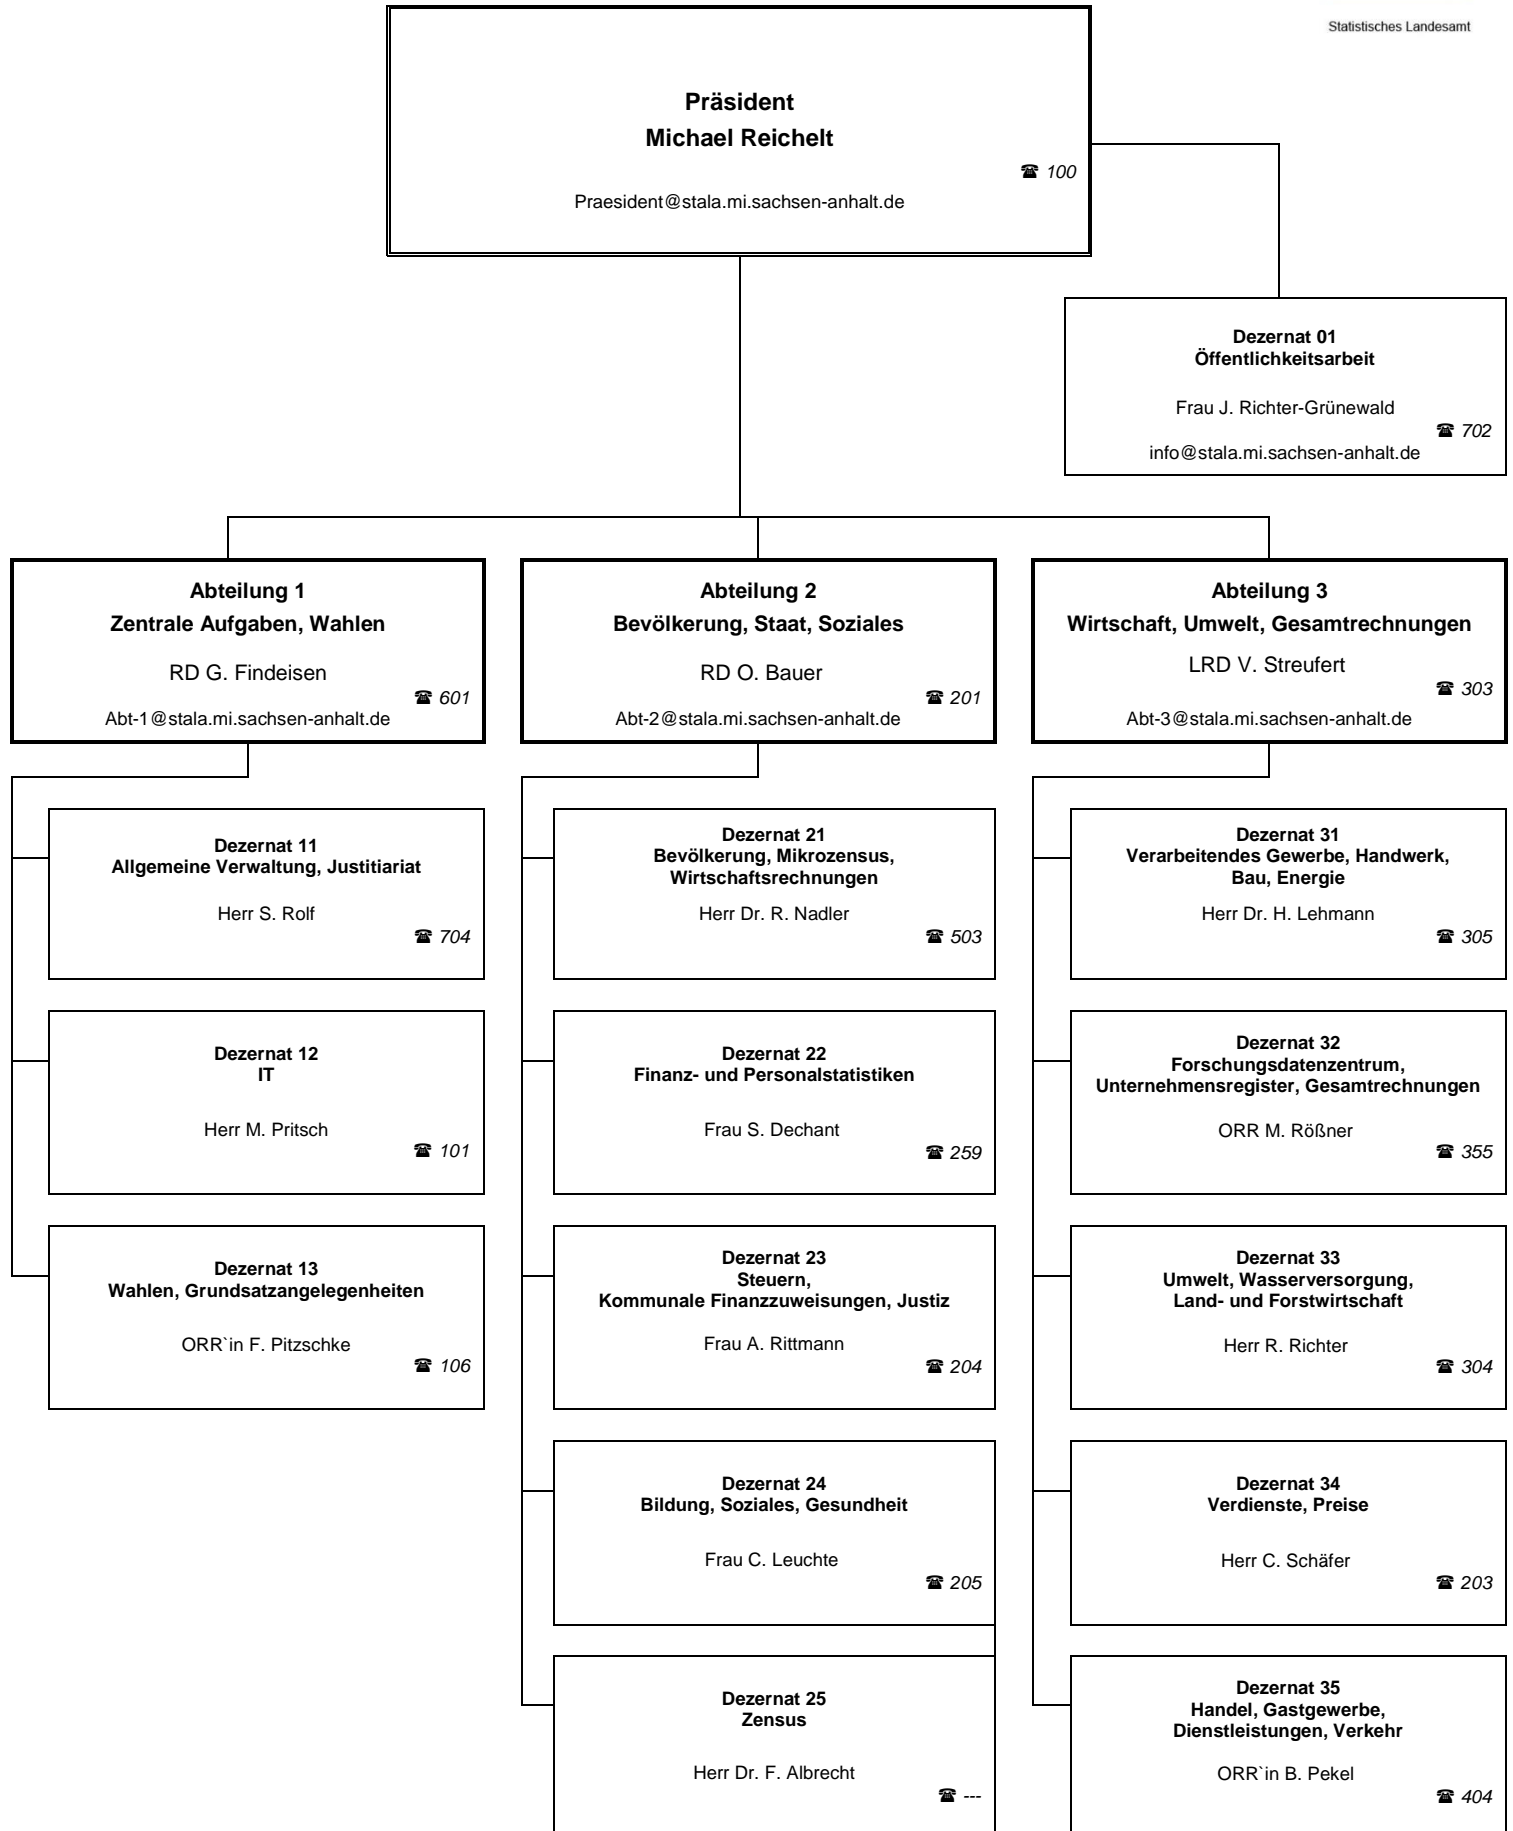 Statistisches Landesamt
Präsident
Michael Reichelt
☎ 100
Praesident@stala.mi.sachsen-anhalt.de
Dezernat 01
Öffentlichkeitsarbeit
Frau J. Richter-Grünewald
☎ 702
info@stala.mi.sachsen-anhalt.de
Abteilung 1
Zentrale Aufgaben, Wahlen
RD G. Findeisen
☎ 601
Abt-1@stala.mi.sachsen-anhalt.de
Abteilung 2
Bevölkerung, Staat, Soziales
RD O. Bauer
☎ 201
Abt-2@stala.mi.sachsen-anhalt.de
Abteilung 3
Wirtschaft, Umwelt, Gesamtrechnungen
LRD V. Streufert
☎ 303
Abt-3@stala.mi.sachsen-anhalt.de
Dezernat 11
Allgemeine Verwaltung, Justitiariat
Herr S. Rolf
☎ 704
Dezernat 12
IT
Herr M. Pritsch
☎ 101
Dezernat 13
Wahlen, Grundsatzangelegenheiten
ORR`in F. Pitzschke
☎ 106
Dezernat 21
Bevölkerung, Mikrozensus,
Wirtschaftsrechnungen
Herr Dr. R. Nadler
☎ 503
Dezernat 22
Finanz- und Personalstatistiken
Frau S. Dechant
☎ 259
Dezernat 23
Steuern,
Kommunale Finanzzuweisungen, Justiz
Frau A. Rittmann
☎ 204
Dezernat 24
Bildung, Soziales, Gesundheit
Frau C. Leuchte
☎ 205
Dezernat 25
Zensus
Herr Dr. F. Albrecht
☎ ---
Dezernat 31
Verarbeitendes Gewerbe, Handwerk,
Bau, Energie
Herr Dr. H. Lehmann
☎ 305
Dezernat 32
Forschungsdatenzentrum,
Unternehmensregister, Gesamtrechnungen
ORR M. Rößner
☎ 355
Dezernat 33
Umwelt, Wasserversorgung,
Land- und Forstwirtschaft
Herr R. Richter
☎ 304
Dezernat 34
Verdienste, Preise
Herr C. Schäfer
☎ 203
Dezernat 35
Handel, Gastgewerbe,
Dienstleistungen, Verkehr
ORR`in B. Pekel
☎ 404